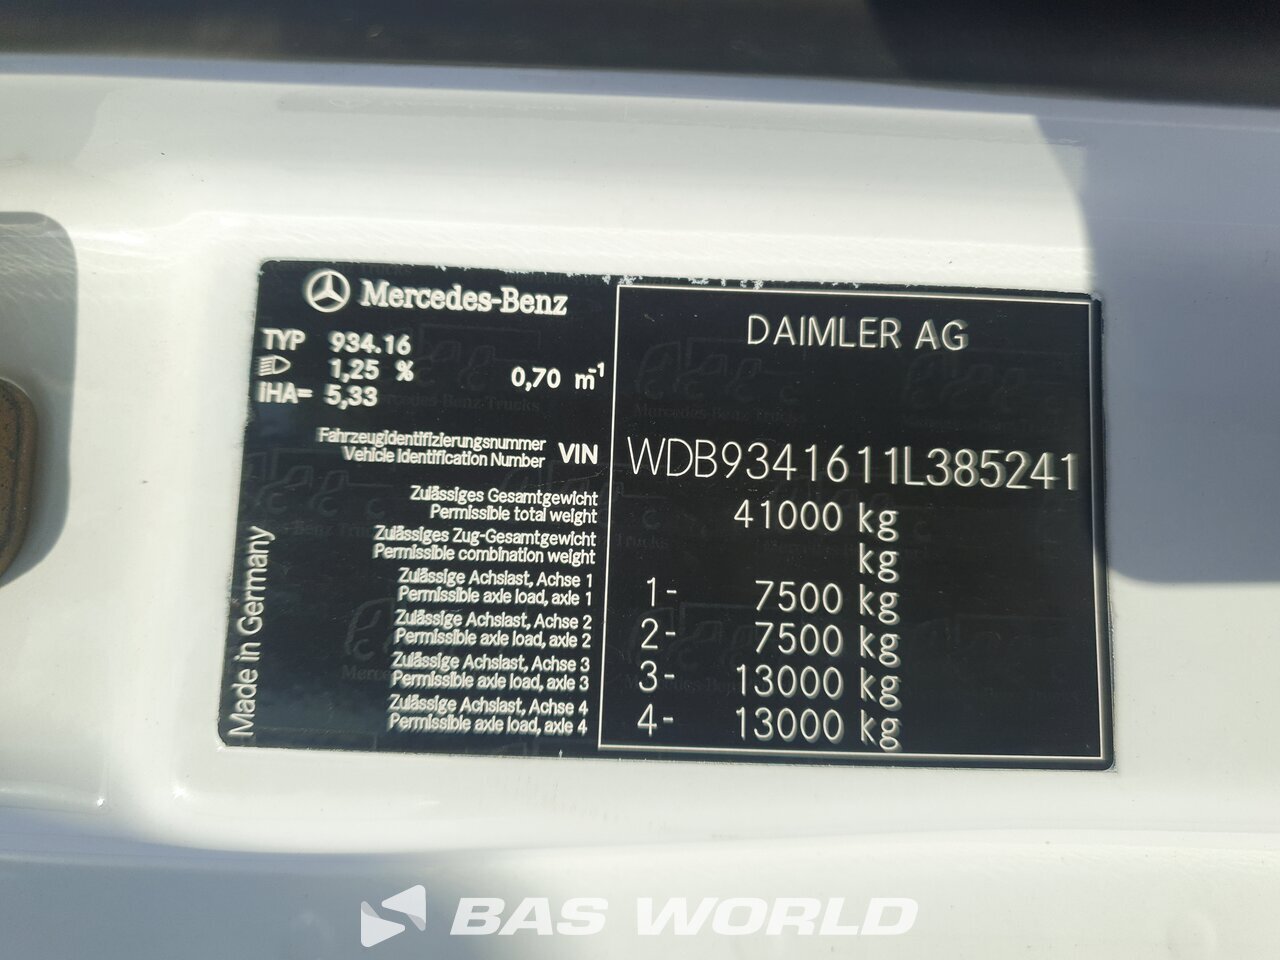 Mercedes-Benz
TYP 934.16
1,25 % 0,70 m⁻¹
iHA= 5,33
DAIMLER AG
Fahrzeugidentifizierungsnummer
Vehicle Identification Number VIN WDB9341611L385241
Zulässiges Gesamtgewicht
Permissible total weight 41000 kg
Zulässiges Zug-Gesamtgewicht
Permissible combination weight kg
Zulässige Achslast, Achse 1
Permissible axle load, axle 1 1- 7500 kg
Zulässige Achslast, Achse 2
Permissible axle load, axle 2 2- 7500 kg
Zulässige Achslast, Achse 3
Permissible axle load, axle 3 3- 13000 kg
Zulässige Achslast, Achse 4
Permissible axle load, axle 4 4- 13000 kg
Made in Germany
BAS WORLD